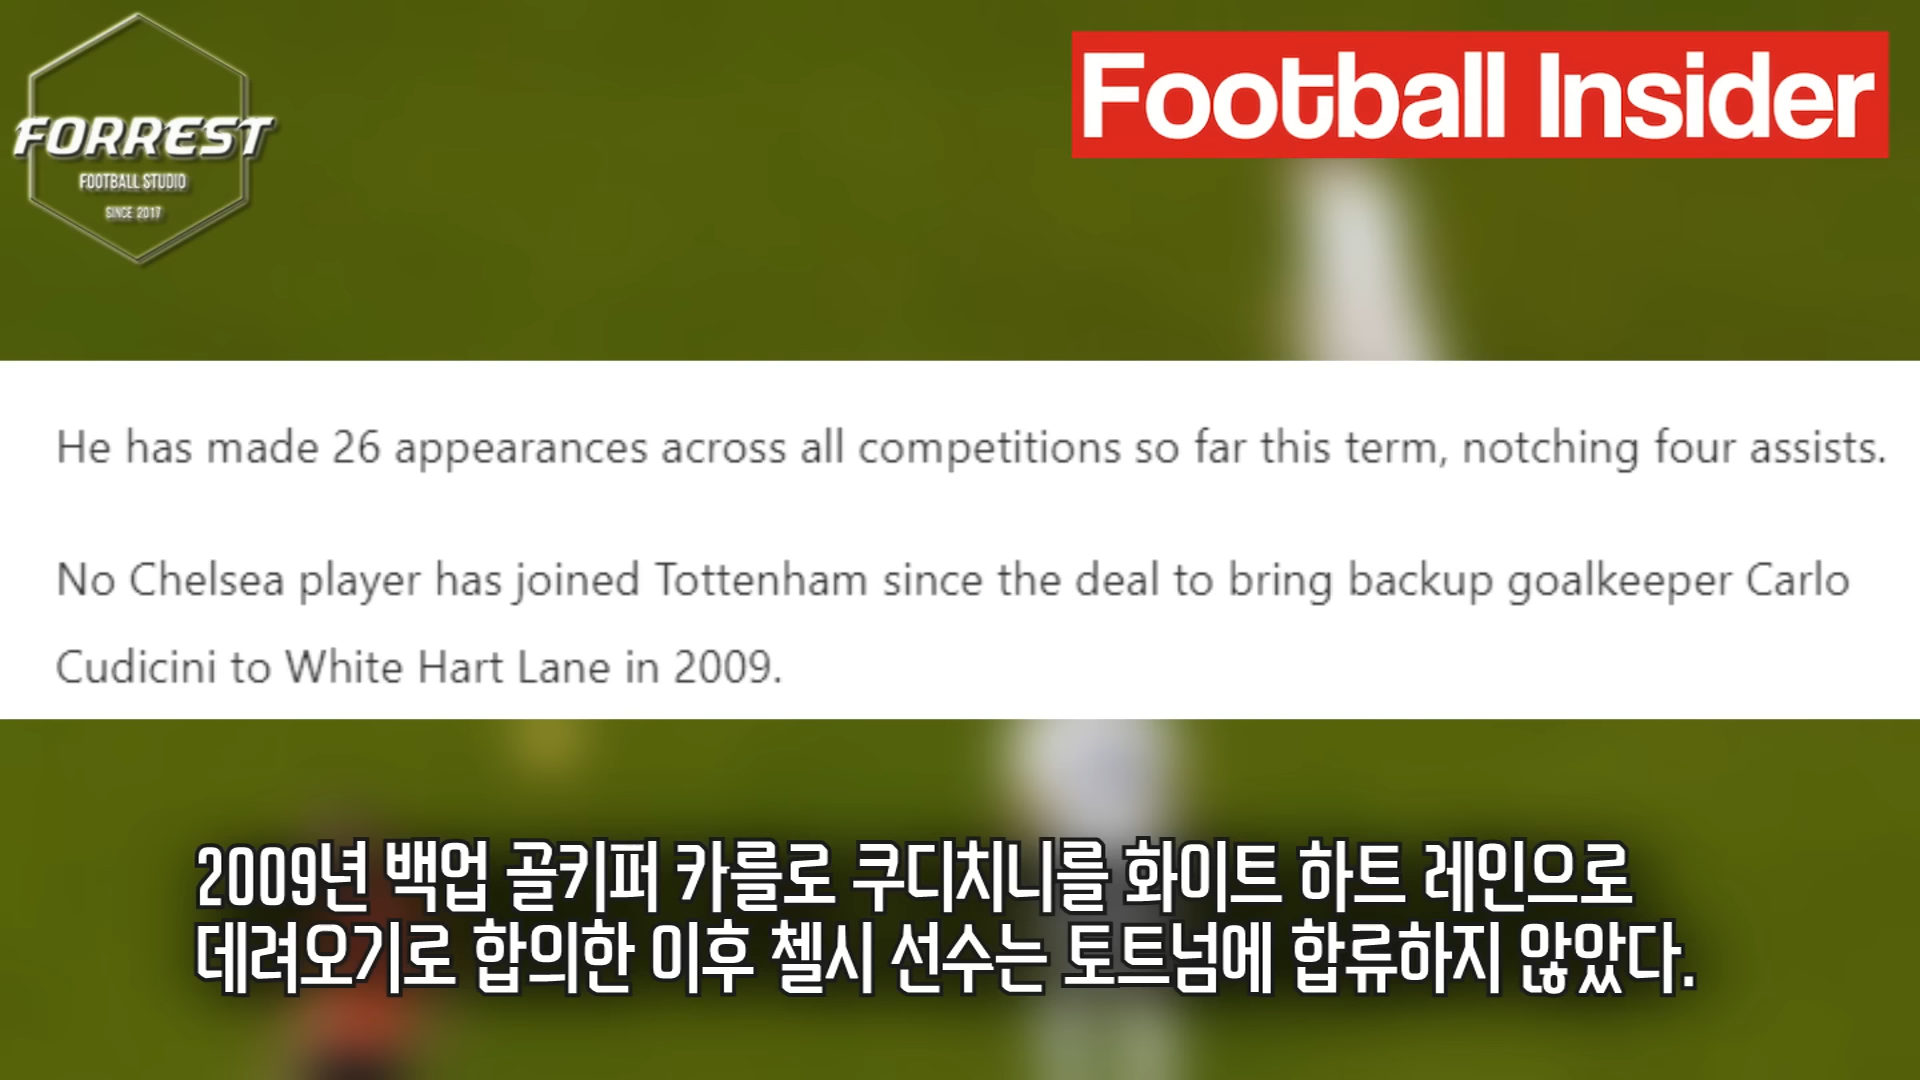 FORREST
FOOTBALL STUDIO
SINCE 2017
Football Insider
He has made 26 appearances across all competitions so far this term, notching four assists.
No Chelsea player has joined Tottenham since the deal to bring backup goalkeeper Carlo
Cudicini to White Hart Lane in 2009.
2009년 백업 골키퍼 카를로 쿠디치니를 화이트 하트 레인으로
데려오기로 합의한 이후 첼시 선수는 토트넘에 합류하지 않았다.